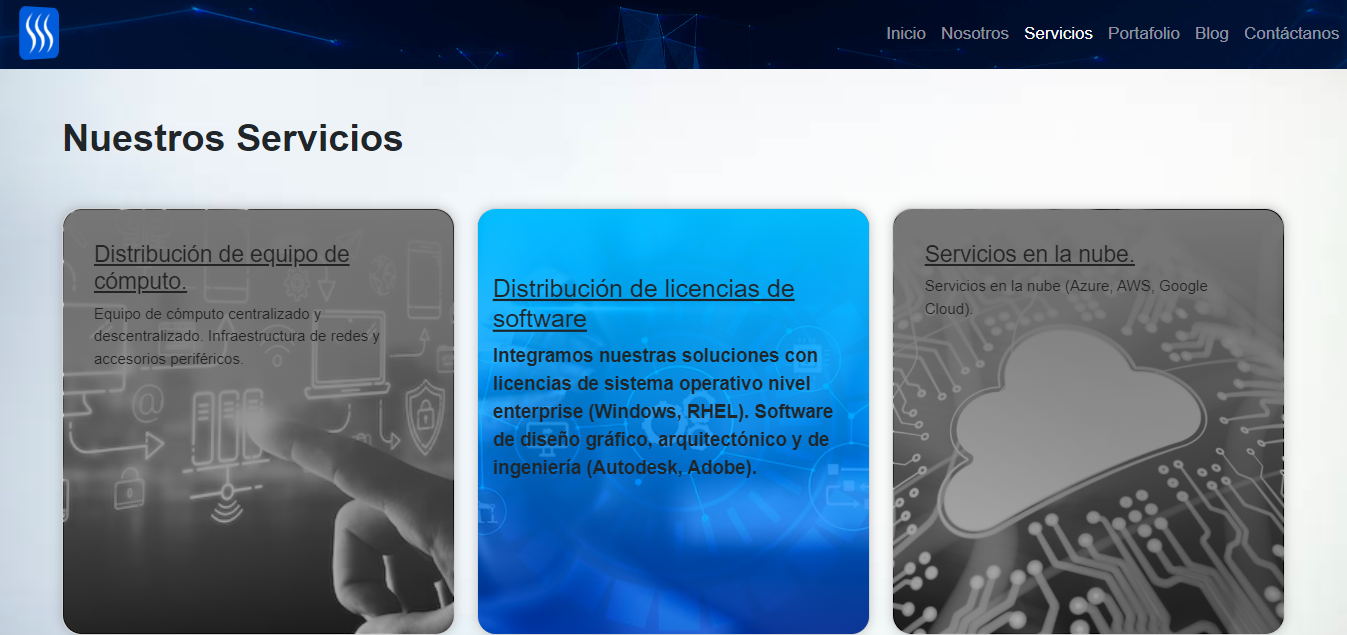 Inicio Nosotros Servicios Portafolio Blog Contáctanos
Nuestros Servicios
Distribución de equipo de
cómputo.
Equipo de cómputo centralizado y
descentralizado. Infraestructura de redes y
accesorios periféricos.
Distribución de licencias de
software
Integramos nuestras soluciones con
licencias de sistema operativo nivel
enterprise (Windows, RHEL). Software
de diseño gráfico, arquitectónico y de
ingeniería (Autodesk, Adobe).
Servicios en la nube.
Servicios en la nube (Azure, AWS, Google
Cloud).